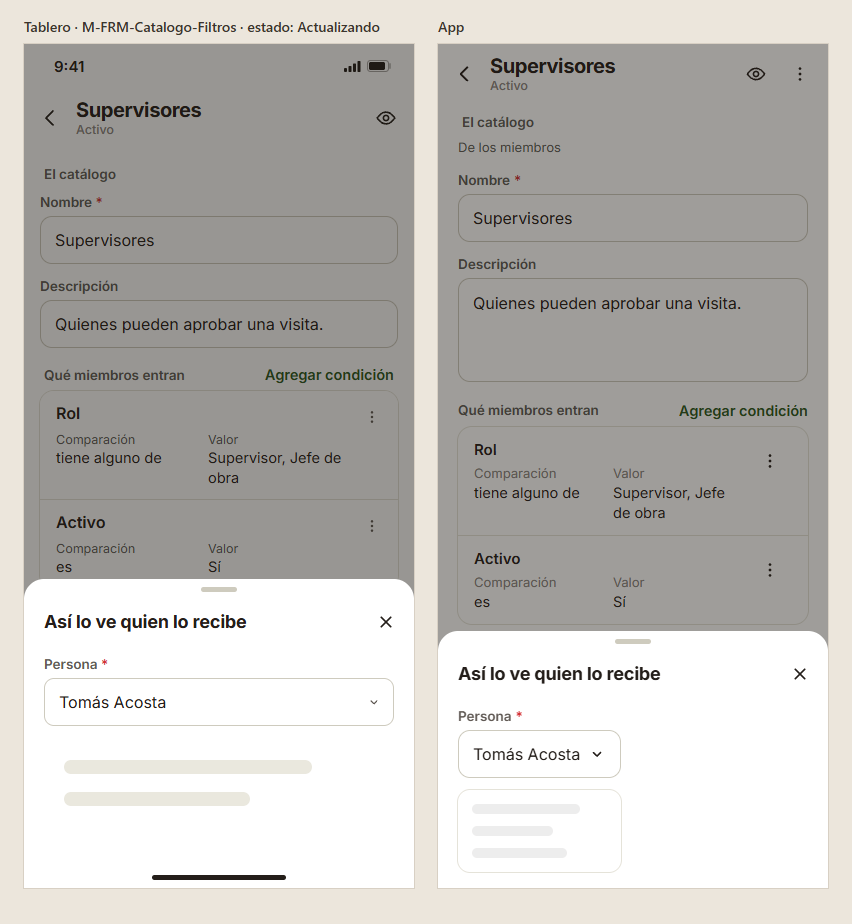 Tablero · M-FRM-Catalogo-Filtros · estado: Actualizando
9:41
Supervisores
Activo
El catálogo
Nombre *
Supervisores
Descripción
Quienes pueden aprobar una visita.
Qué miembros entran
Agregar condición
Rol
Comparación
Valor
tiene alguno de
Supervisor, Jefe de
obra
Activo
Comparación
Valor
es
Sí
Así lo ve quien lo recibe
Persona *
Tomás Acosta
App
Supervisores
Activo
El catálogo
De los miembros
Nombre *
Supervisores
Descripción
Quienes pueden aprobar una visita.
Qué miembros entran
Agregar condición
Rol
Comparación
Valor
tiene alguno de
Supervisor, Jefe
de obra
Activo
Comparación
Valor
es
Sí
Así lo ve quien lo recibe
Persona *
Tomás Acosta